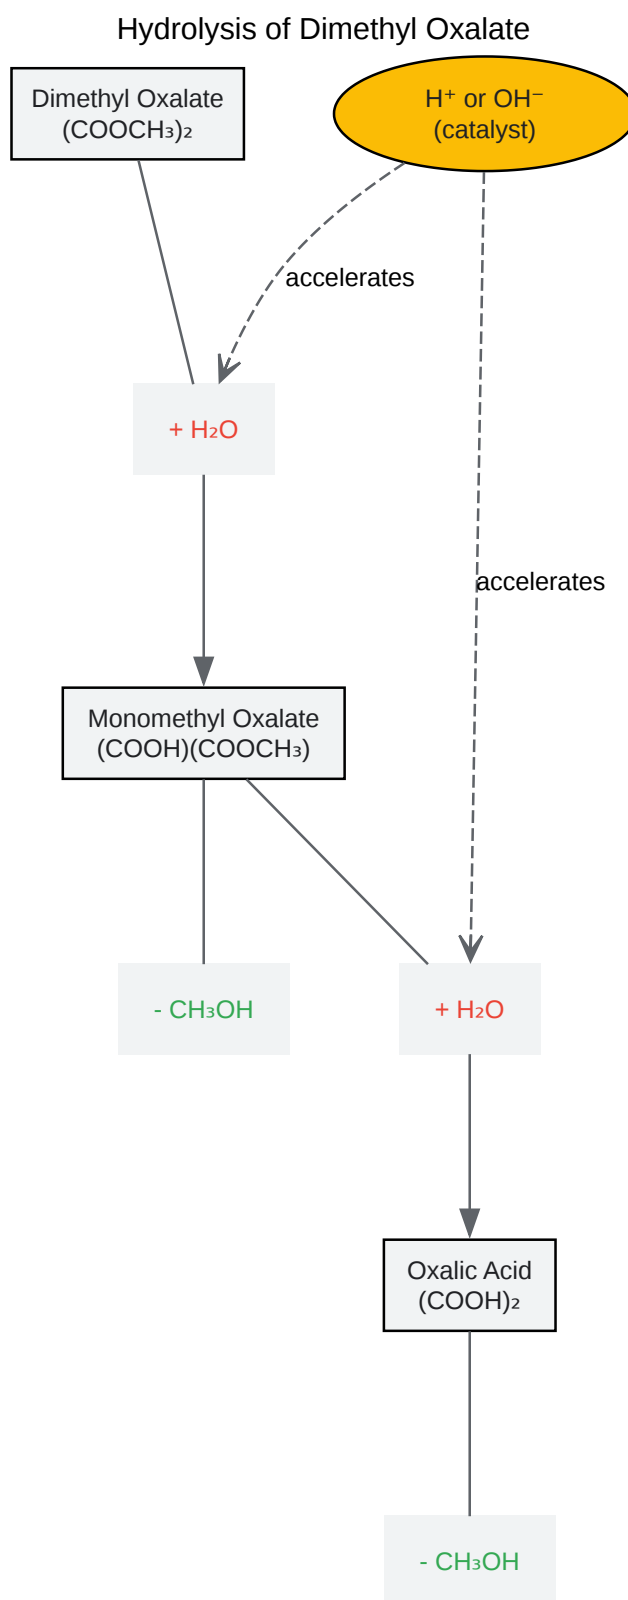 Hydrolysis of Dimethyl Oxalate
Dimethyl Oxalate
(COOCH₃)₂
H⁺ or OH⁻
(catalyst)
accelerates
+ H₂O
accelerates
Monomethyl Oxalate
(COOH)(COOCH₃)
- CH₃OH
+ H₂O
Oxalic Acid
(COOH)₂
- CH₃OH